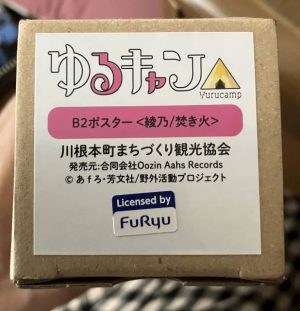 ゆるキャン△
Yurucamp
B2ポスター <綾乃/焚き火>
川根本町まちづくり観光協会
発売元:合同会社Oozin Aahs Records
© あfろ・芳文社/野外活動プロジェクト
Licensed by
FuRyu